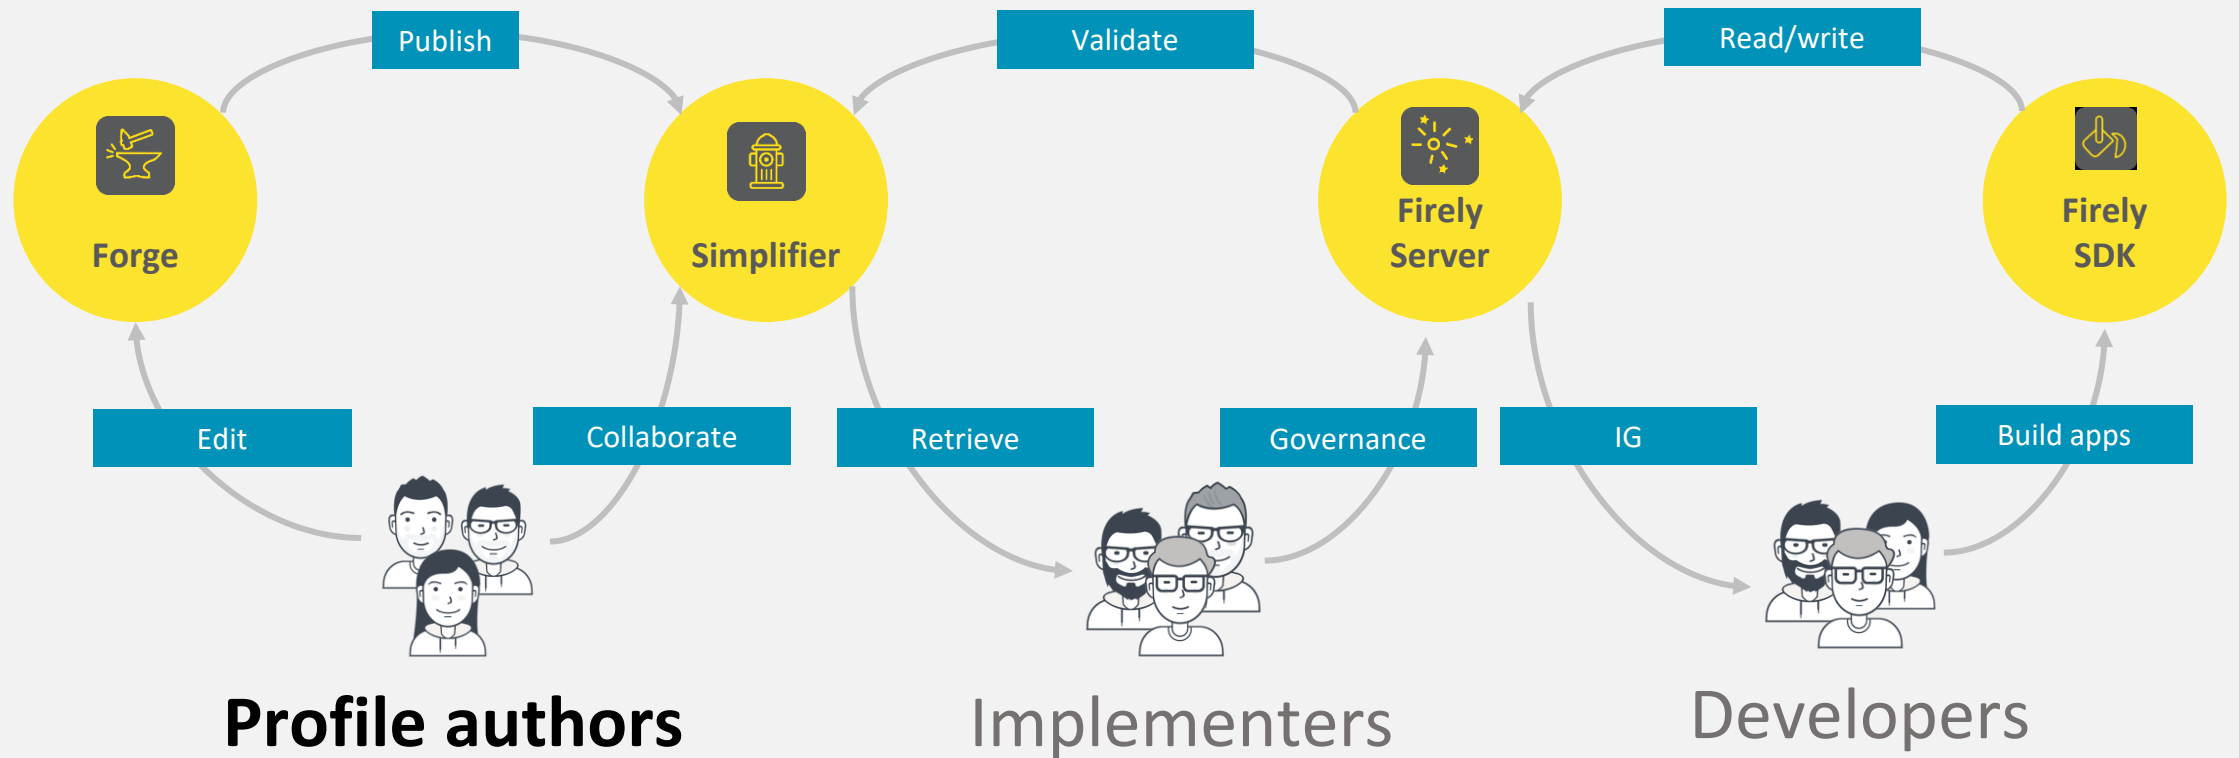 Publish
Validate
Read/write
Forge
Simplifier
Firely
Server
Firely
SDK
Edit
Collaborate
Retrieve
Governance
IG
Build apps
Profile authors
Implementers
Developers